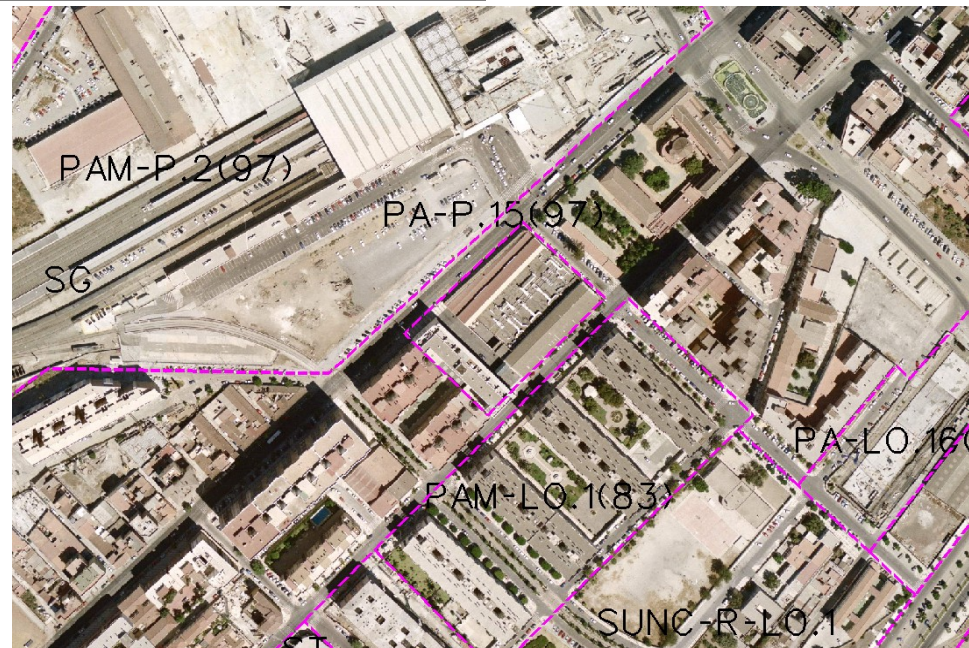 PAM-P.2(97)
PA-P.15(97)
SG
PA-LO.16(
PAM-LO.1(83)
SUNC-R-LO.1